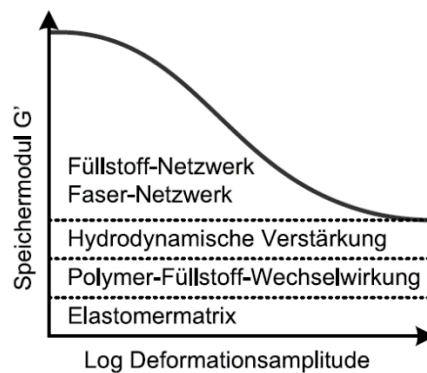 Speichermodul G'
Füllstoff-Netzwerk
Faser-Netzwerk
Hydrodynamische Verstärkung
Polymer-Füllstoff-Wechselwirkung
Elastomermatrix
Log Deformationsamplitude